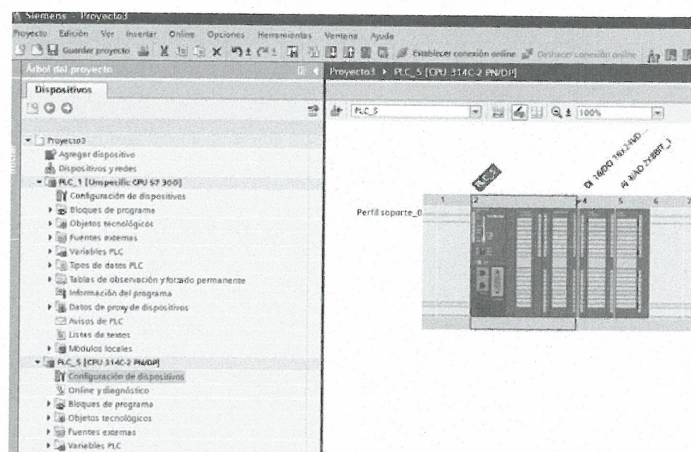 Siemens - Proyecto3
Proyecto Edición Ver Insertar Online Opciones Herramientas Ventana Ayuda
Guardar proyecto
Establecer conexión online
Deshacer conexión online
Árbol del proyecto
Proyecto3 PLC_5 [CPU 314C-2 PN/DP]
Dispositivos
PLC_5
100%
Proyecto3
Agregar dispositivo
Dispositivos y redes
PLC_1 [Unspecific CPU S7 300]
Configuración de dispositivos
Bloques de programa
Objetos tecnológicos
Fuentes externas
Variables PLC
Tipos de datos PLC
Tablas de observación y forzado permanente
Información del programa
Datos de proxy de dispositivos
Avisos de PLC
Listas de textos
Módulos locales
PLC_5 [CPU 314C-2 PN/DP]
Configuración de dispositivos
Online y diagnóstico
Bloques de programa
Objetos tecnológicos
Fuentes externas
Variables PLC
PLC_5
DI 16/DO 16x24VD...
Perfil soporte_0
1 2 4 5 6 7